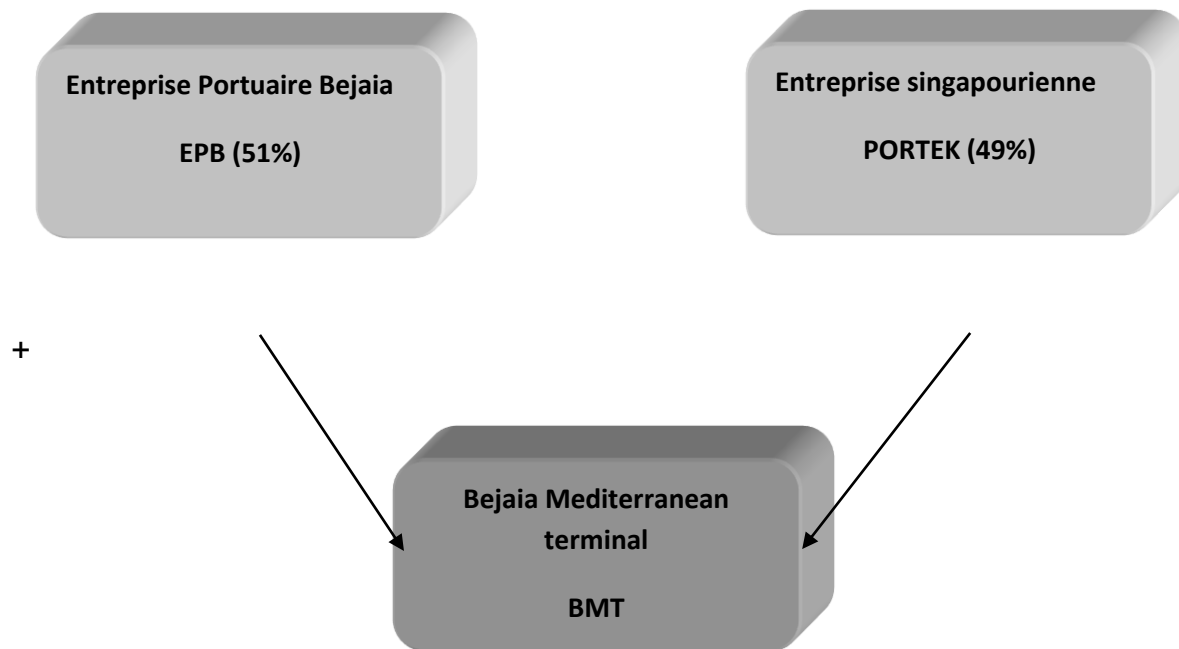 Entreprise Portuaire Bejaia
EPB (51%)
Entreprise singapourienne
PORTEK (49%)
+
Bejaia Mediterranean
terminal
BMT